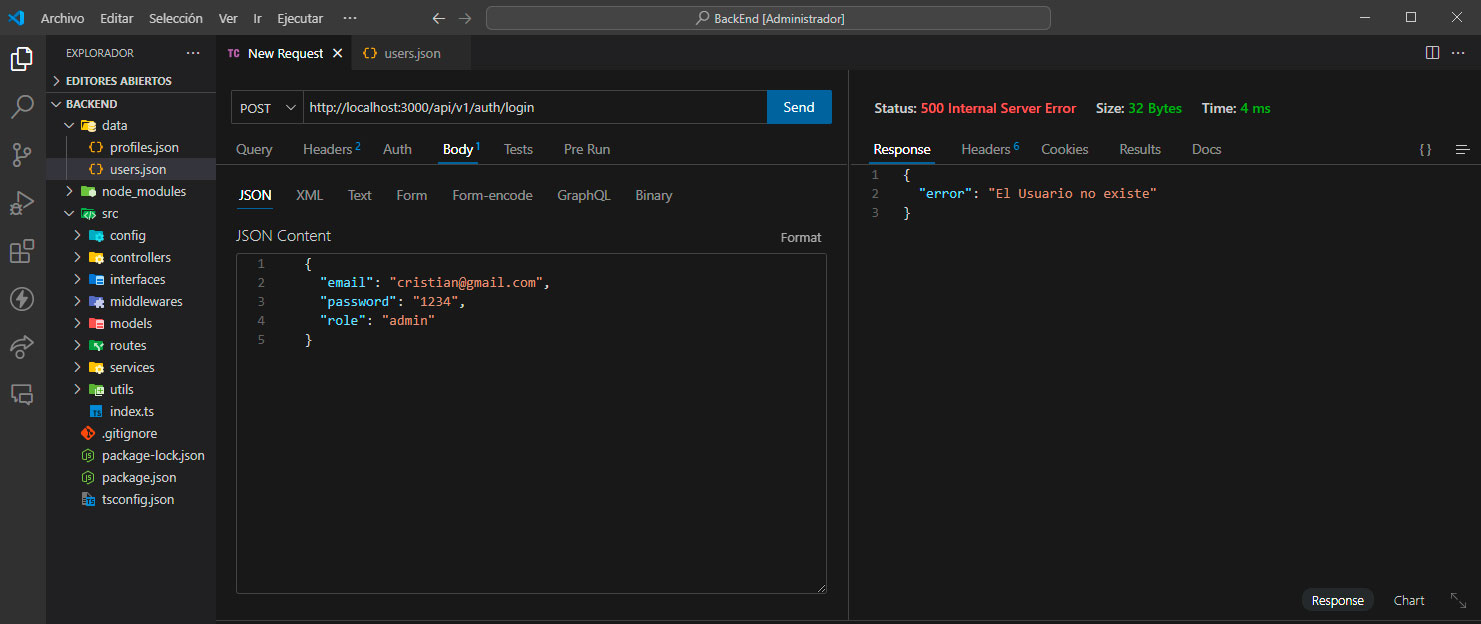 Archivo Editar Selección Ver Ir Ejecutar ··· BackEnd [Administrador]
EXPLORADOR ···
EDITORES ABIERTOS
BACKEND
data
profiles.json
users.json
node_modules
src
config
controllers
interfaces
middlewares
models
routes
services
utils
index.ts
.gitignore
package-lock.json
package.json
tsconfig.json
TC New Request users.json
POST http://localhost:3000/api/v1/auth/login Send
Query Headers 2 Auth Body 1 Tests Pre Run
JSON XML Text Form Form-encode GraphQL Binary
JSON Content Format
1 {
2 "email": "cristian@gmail.com",
3 "password": "1234",
4 "role": "admin"
5 }
Status: 500 Internal Server Error Size: 32 Bytes Time: 4 ms
Response Headers 6 Cookies Results Docs {}
1 {
2 "error": "El Usuario no existe"
3 }
Response Chart